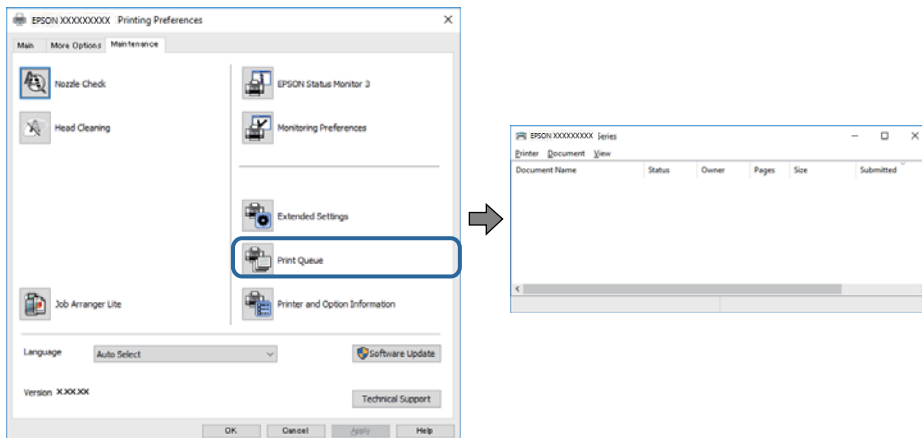 EPSON XXXXXXXXX Printing Preferences
Main More Options Maintenance
Nozzle Check
EPSON Status Monitor 3
Head Cleaning
Monitoring Preferences
Extended Settings
Print Queue
Job Arranger Lite
Printer and Option Information
Language Auto Select
Software Update
Version X.XX.XX
Technical Support
OK Cancel Apply Help
EPSON XXXXXXXXX Series
Printer Document View
Document Name Status Owner Pages Size Submitted